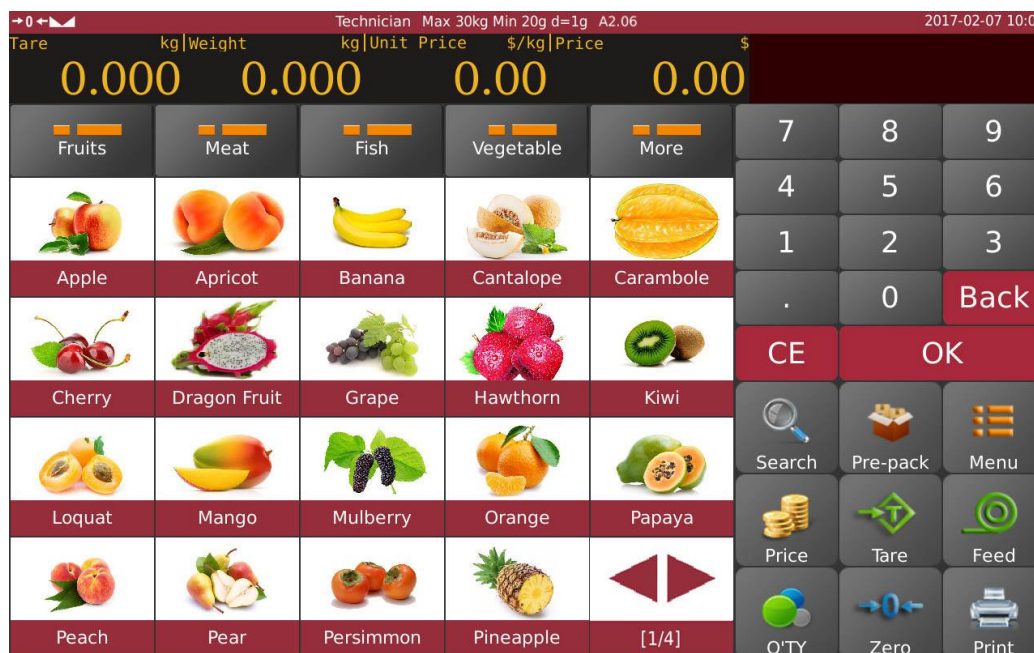 →0← Technician Max 30kg Min 20g d=1g A2.06 2017-02-07 10:0
Tare kg|Weight kg|Unit Price $/kg|Price $
0.000 0.000 0.00 0.00
Fruits Meat Fish Vegetable More
Apple Apricot Banana Cantalope Carambole
Cherry Dragon Fruit Grape Hawthorn Kiwi
Loquat Mango Mulberry Orange Papaya
Peach Pear Persimmon Pineapple [1/4]
7 8 9
4 5 6
1 2 3
. 0 Back
CE OK
Search Pre-pack Menu
Price T Tare Feed
Q'TY →0← Zero Print